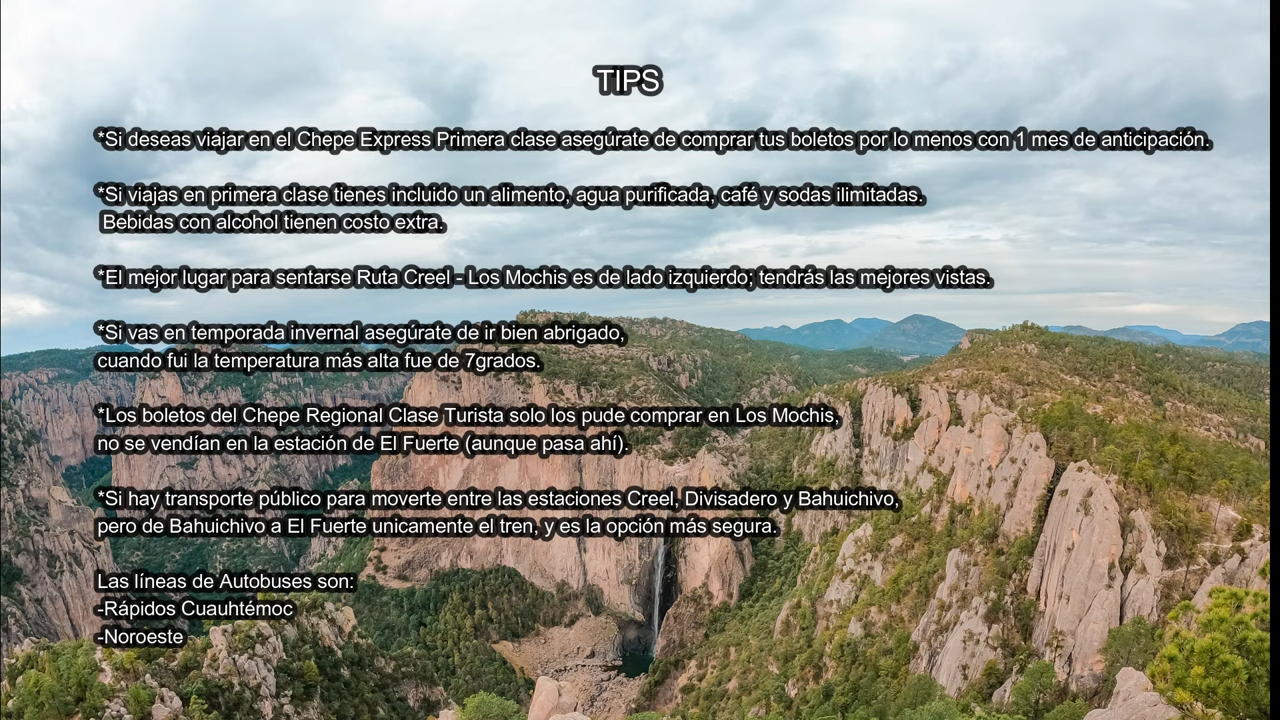 TIPS
*Si deseas viajar en el Chepe Express Primera clase asegúrate de comprar tus boletos por lo menos con 1 mes de anticipación.
*Si viajas en primera clase tienes incluido un alimento, agua purificada, café y sodas ilimitadas.
Bebidas con alcohol tienen costo extra.
*El mejor lugar para sentarse Ruta Creel - Los Mochis es de lado izquierdo; tendrás las mejores vistas.
*Si vas en temporada invernal asegúrate de ir bien abrigado,
cuando fui la temperatura más alta fue de 7grados.
*Los boletos del Chepe Regional Clase Turista solo los pude comprar en Los Mochis,
no se vendían en la estación de El Fuerte (aunque pasa ahí).
*Si hay transporte público para moverte entre las estaciones Creel, Divisadero y Bahuichivo,
pero de Bahuichivo a El Fuerte unicamente el tren, y es la opción más segura.
Las líneas de Autobuses son:
-Rápidos Cuauhtémoc
-Noroeste